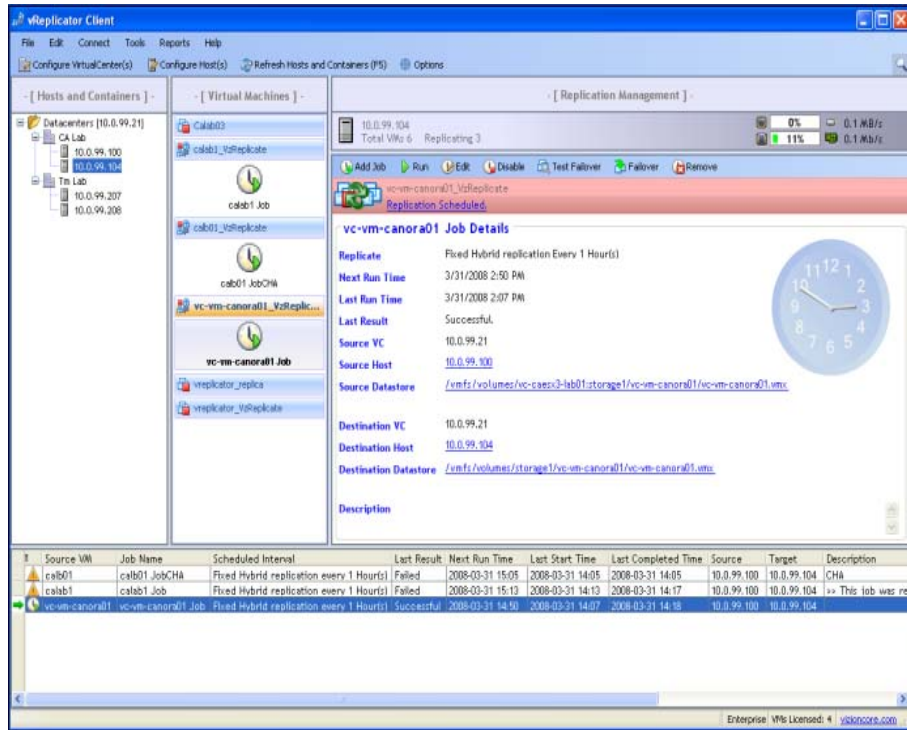 vReplicator Client
File Edit Connect Tools Reports Help
Configure VirtualCenter(s) Configure Host(s) Refresh Hosts and Containers (F5) Options
- [ Hosts and Containers ] -
Datacenters [10.0.99.21]
CA Lab
10.0.99.100
10.0.99.104
Tm Lab
10.0.99.207
10.0.99.208
- [ Virtual Machines ] -
Calab03
calab1_VzReplicate
calab1 Job
calb01_VzReplicate
calb01 JobCHA
vc-vm-canora01_VzReplic...
vc-vm-canora01 Job
vreplicator_replica
vreplicator_VzReplicate
- [ Replication Management ] -
10.0.99.104
Total VMs 6 Replicating 3
0% 0.1 MB/s
11% 0.1 Mb/s
Add Job Run Edit Disable Test Failover Failover Remove
vc-vm-canora01_VzReplicate
Replication Scheduled.
vc-vm-canora01 Job Details
Replicate Fixed Hybrid replication Every 1 Hour(s)
Next Run Time 3/31/2008 2:50 PM
Last Run Time 3/31/2008 2:07 PM
Last Result Successful.
Source VC 10.0.99.21
Source Host 10.0.99.100
Source Datastore /vmfs/volumes/vc-caesx3-lab01:storage1/vc-vm-canora01/vc-vm-canora01.vmx
Destination VC 10.0.99.21
Destination Host 10.0.99.104
Destination Datastore /vmfs/volumes/storage1/vc-vm-canora01/vc-vm-canora01.vmx
Description
12 1 2 3 4 5 6 7 8 9 10 11
! Source VM Job Name Scheduled Interval Last Result Next Run Time Last Start Time Last Completed Time Source Target Description
calb01 calb01 JobCHA Fixed Hybrid replication every 1 Hour(s) Failed 2008-03-31 15:05 2008-03-31 14:05 2008-03-31 14:05 10.0.99.100 10.0.99.104 CHA
calab1 calab1 Job Fixed Hybrid replication every 1 Hour(s) Failed 2008-03-31 15:13 2008-03-31 14:13 2008-03-31 14:17 10.0.99.100 10.0.99.104 >> This job was re
vc-vm-canora01 vc-vm-canora01 Job Fixed Hybrid replication every 1 Hour(s) Successful 2008-03-31 14:50 2008-03-31 14:07 2008-03-31 14:18 10.0.99.100 10.0.99.104
Enterprise VMs Licensed: 4 vizioncore.com